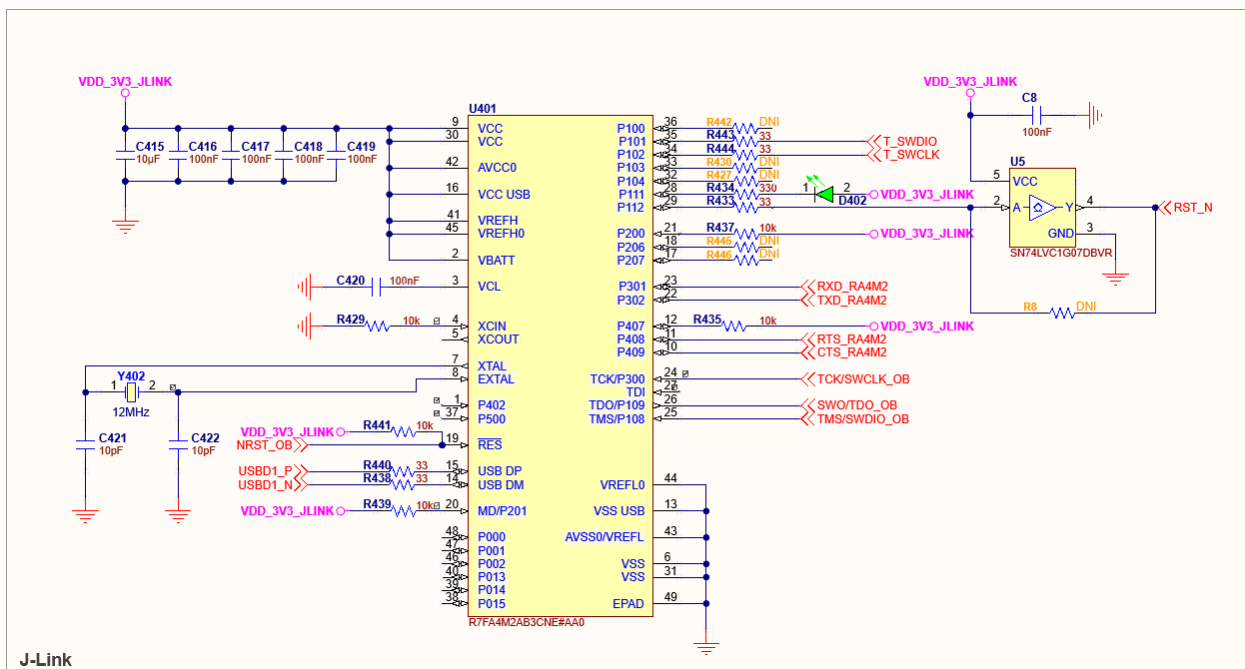 VDD_3V3_JLINK
C415
10µF
C416
100nF
C417
100nF
C418
100nF
C419
100nF
U401
9 VCC
30 VCC
42 AVCC0
16 VCC USB
41 VREFH
45 VREFH0
2 VBATT
C420 100nF 3 VCL
R429 10k 4 XCIN
5 XCOUT
7 XTAL
8 EXTAL
Y402
1 2
12MHz
C421
10pF
C422
10pF
1 P402
37 P500
VDD_3V3_JLINK R441 10k
NRST_OB 19 RES
USBD1_P R440 33 15 USB DP
USBD1_N R438 33 14 USB DM
VDD_3V3_JLINK R439 10k 20 MD/P201
48 P000
47 P001
46 P002
40 P013
39 P014
38 P015
P100 36 R442 DNI
P101 35 R443 33 T_SWDIO
P102 34 R444 33 T_SWCLK
P103 33 R430 DNI
P104 32 R427 DNI
P111 28 R434 330 1 2 VDD_3V3_JLINK
D402
P112 29 R433 33
P200 21 R437 10k VDD_3V3_JLINK
P206 18 R445 DNI
P207 17 R446 DNI
P301 23 RXD_RA4M2
P302 22 TXD_RA4M2
P407 12 R435 10k VDD_3V3_JLINK
P408 11 RTS_RA4M2
P409 10 CTS_RA4M2
TCK/P300 24 TCK/SWCLK_OB
TDI 27
TDO/P109 26 SWO/TDO_OB
TMS/P108 25 TMS/SWDIO_OB
VREFL0 44
VSS USB 13
AVSS0/VREFL 43
VSS 6
VSS 31
EPAD 49
R7FA4M2AB3CNE#AA0
VDD_3V3_JLINK
C8
100nF
U5
5 VCC
2 A Ω Y 4 RST_N
GND 3
SN74LVC1G07DBVR
R8 DNI
J-Link